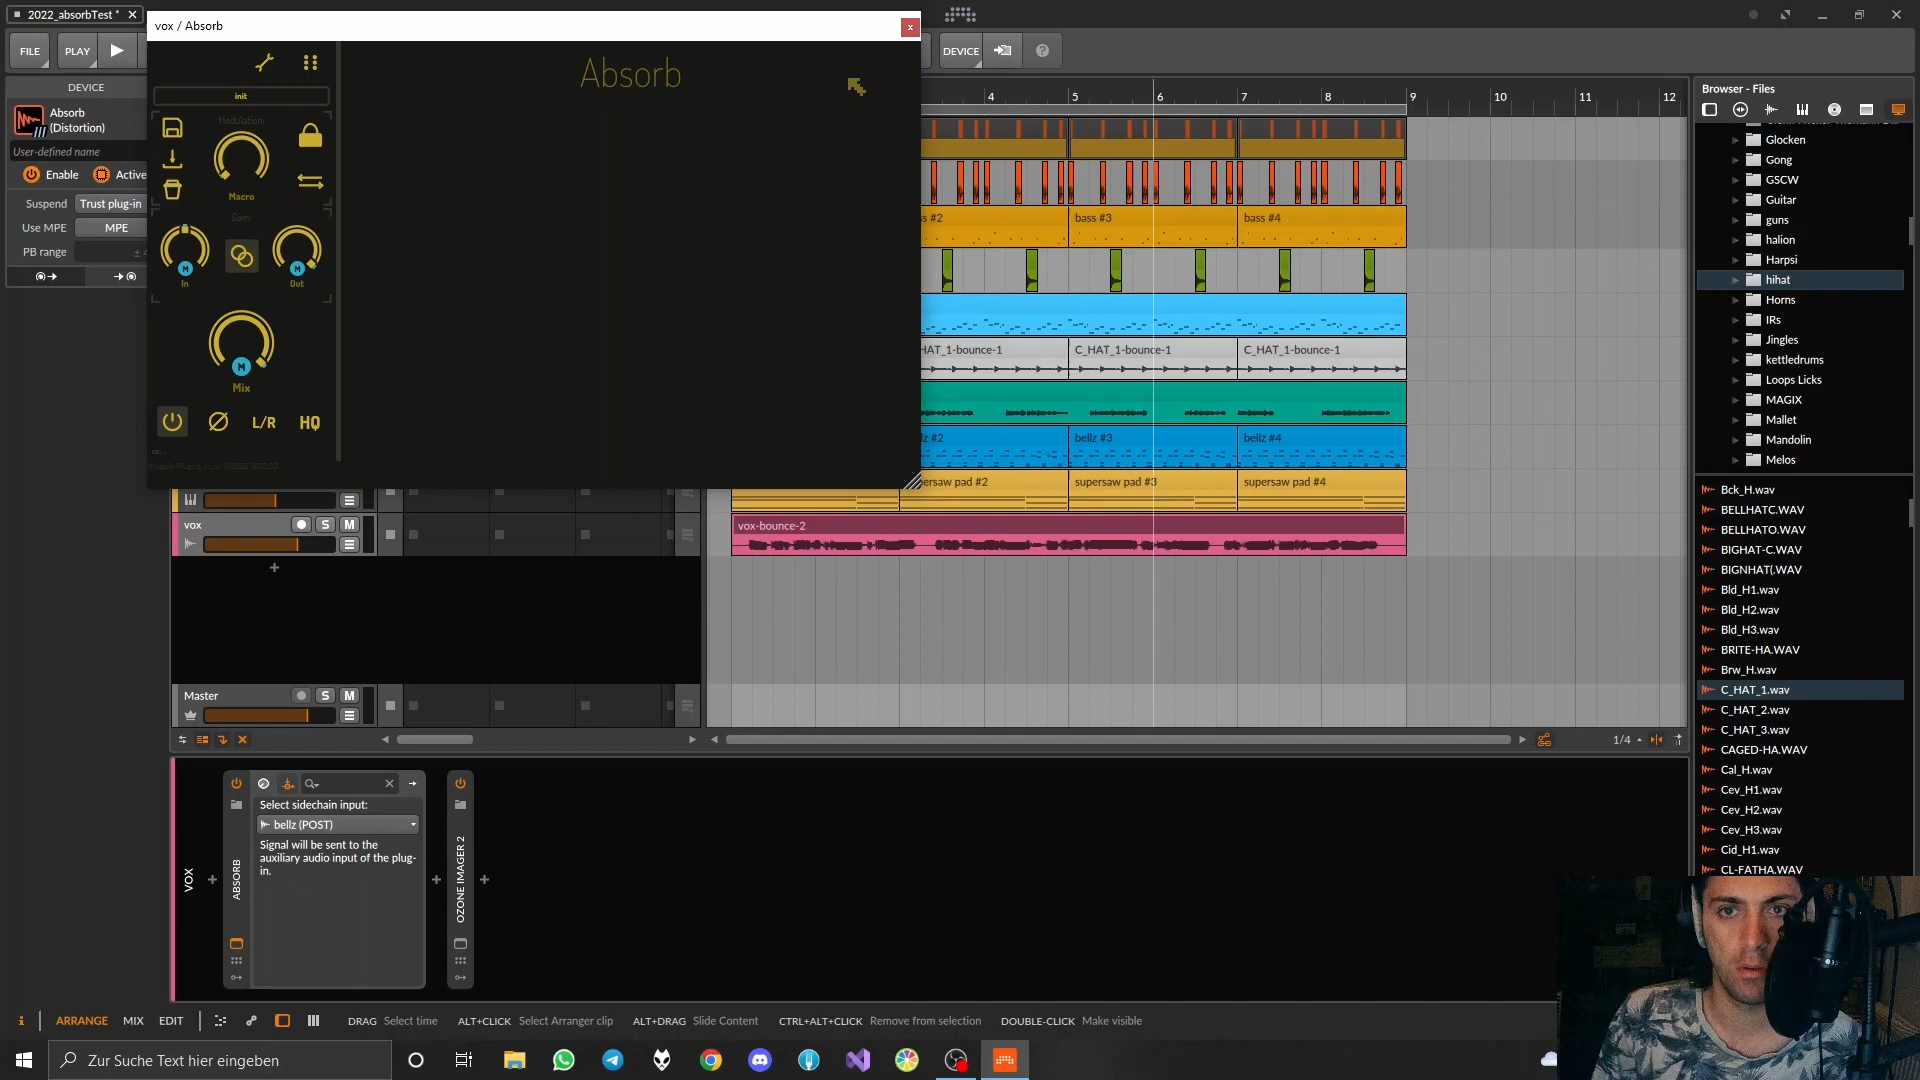 2022_absorbTest *
vox / Absorb
FILE
PLAY
DEVICE
DEVICE
Absorb
(Distortion)
User-defined name
Enable
Active
Suspend
Trust plug-in
Use MPE
MPE
PB range
init
Modulation
Macro
Gain
In
Out
M
M
Mix
M
L/R
HQ
Absorb
4
5
6
7
8
9
10
11
12
bass #3
bass #4
HAT_1-bounce-1
C_HAT_1-bounce-1
C_HAT_1-bounce-1
bellz #3
bellz #4
supersaw pad #3
supersaw pad #4
vox
S
M
vox-bounce-2
Master
S
M
1/4
Browser - Files
Glocken
Gong
GSCW
Guitar
guns
halion
Harpsi
hihat
Horns
IRs
Jingles
kettledrums
Loops Licks
MAGIX
Mallet
Mandolin
Melos
Bck_H.wav
BELLHATC.WAV
BELLHATO.WAV
BIGHAT-C.WAV
BIGNHAT(.WAV
Bld_H1.wav
Bld_H2.wav
Bld_H3.wav
BRITE-HA.WAV
Brw_H.wav
C_HAT_1.wav
C_HAT_2.wav
C_HAT_3.wav
CAGED-HA.WAV
Cal_H.wav
Cev_H1.wav
Cev_H2.wav
Cev_H3.wav
Cid_H1.wav
CL-FATHA.WAV
VOX
ABSORB
Select sidechain input:
bellz (POST)
Signal will be sent to the
auxiliary audio input of the plug-
in.
OZONE IMAGER 2
i
ARRANGE
MIX
EDIT
DRAG Select time
ALT+CLICK Select Arranger clip
ALT+DRAG Slide Content
CTRL+ALT+CLICK Remove from selection
DOUBLE-CLICK Make visible
Zur Suche Text hier eingeben